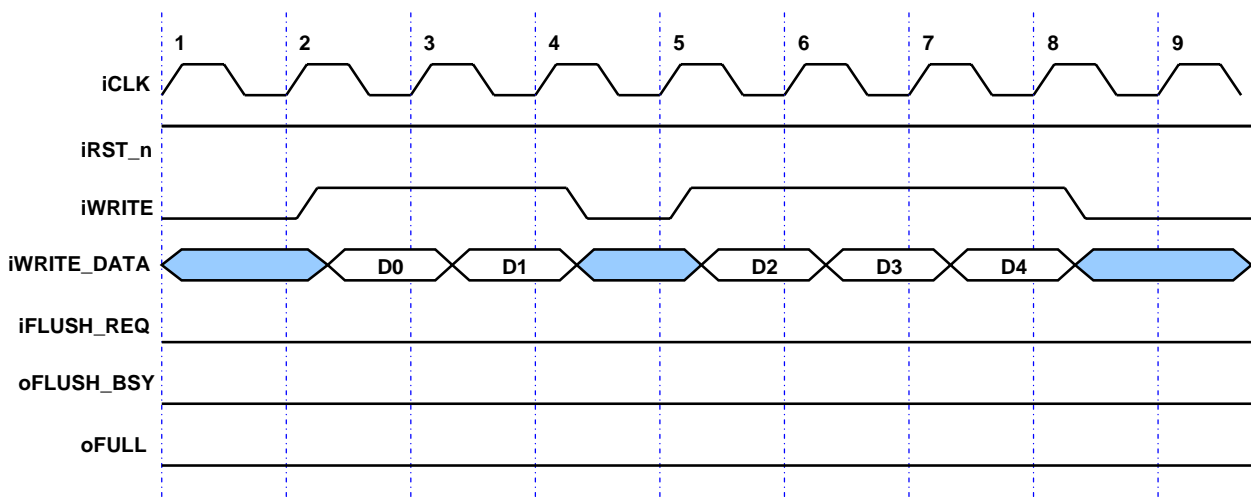 1 2 3 4 5 6 7 8 9
iCLK
iRST_n
iWRITE
iWRITE_DATA D0 D1 D2 D3 D4
iFLUSH_REQ
oFLUSH_BSY
oFULL